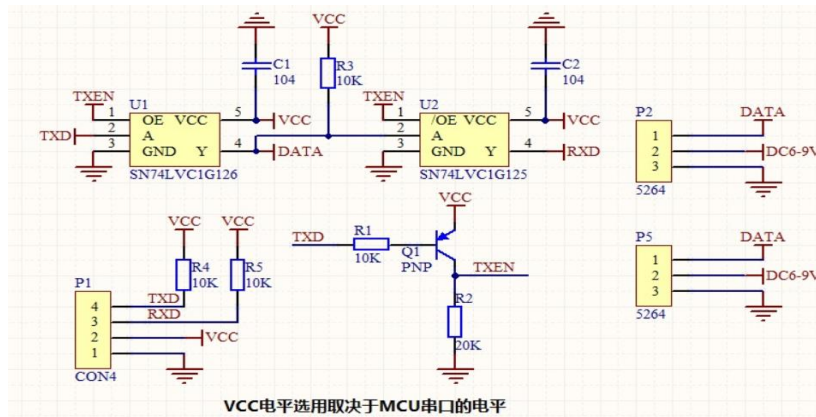 VCC
C1
104
R3
10K
C2
104
TXEN
U1
1
OE VCC
5
VCC
TXD
2
A
3
GND Y
4
DATA
SN74LVC1G126
TXEN
U2
1
/OE VCC
5
VCC
2
A
3
GND Y
4
RXD
SN74LVC1G125
P2
DATA
1
2
DC6-9V
3
5264
VCC
VCC
R4
10K
R5
10K
P1
TXD
4
RXD
3
2
VCC
1
CON4
VCC
TXD
R1
10K
Q1
PNP
TXEN
R2
20K
P5
DATA
1
2
DC6-9V
3
5264
VCC电平选用取决于MCU串口的电平